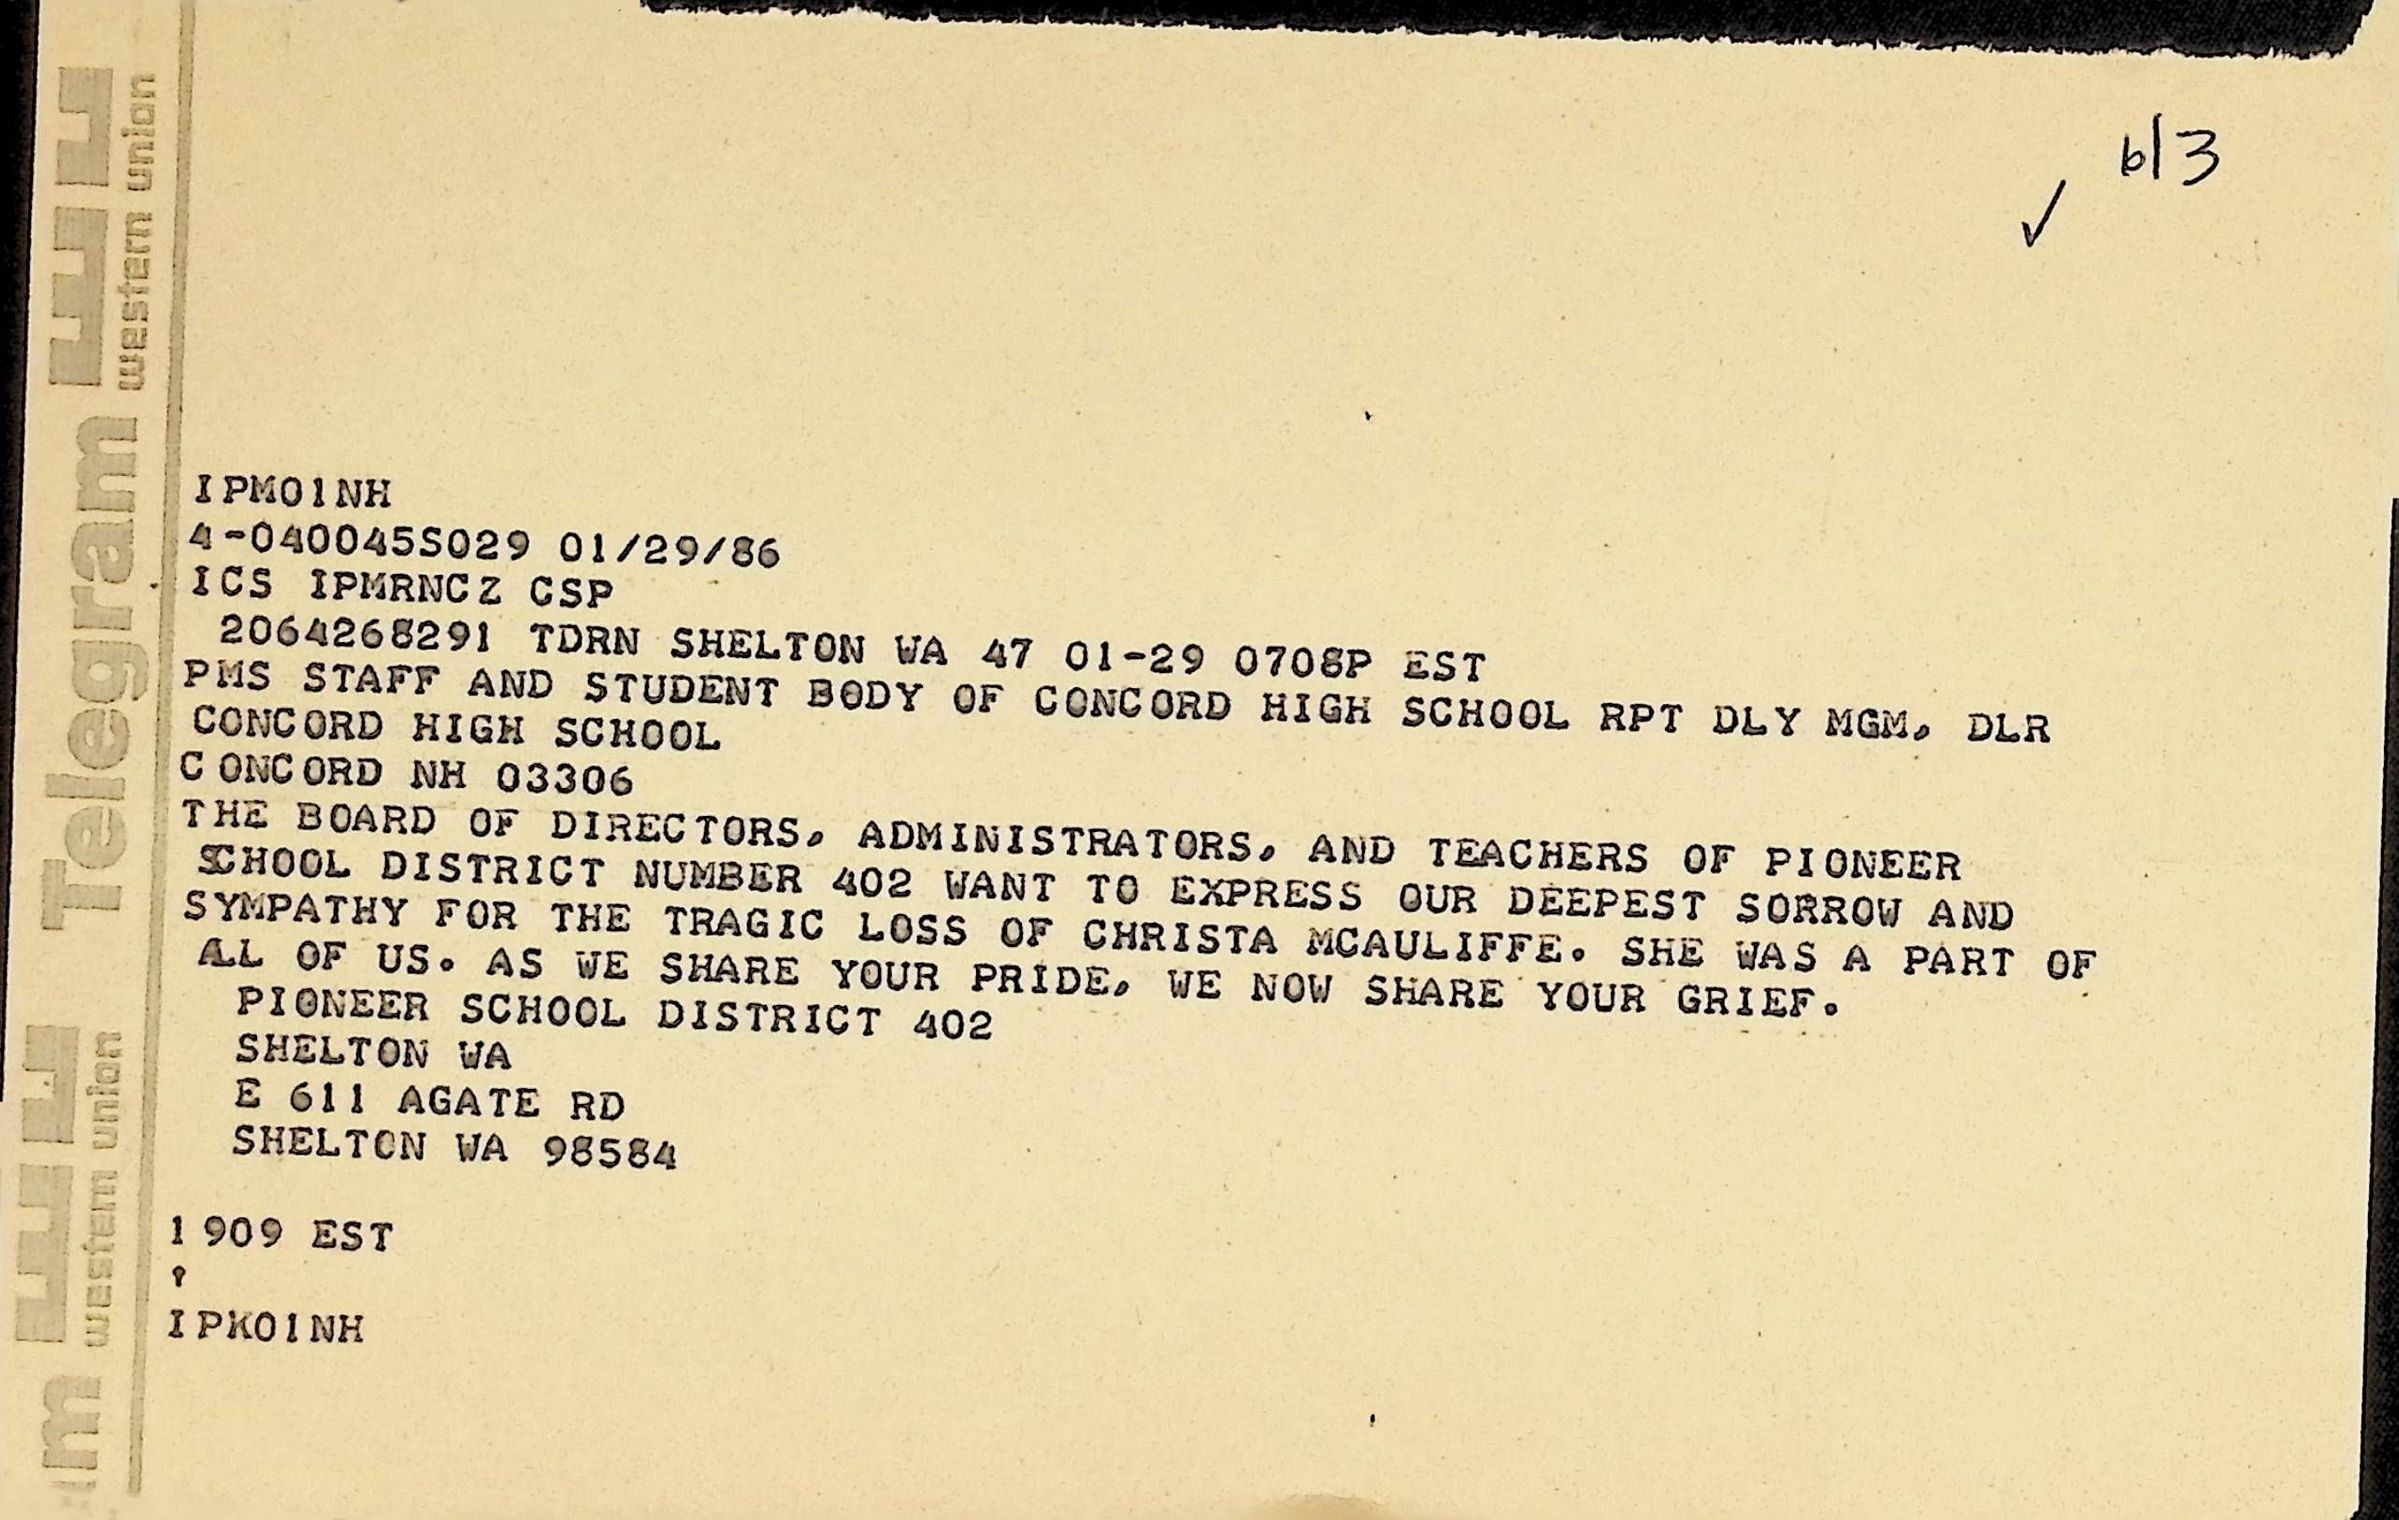 b|3
✓
western union
Telegram
western union
IPM01NH
4-040045S029 01/29/86
ICS IPMRNCZ CSP
2064268291 TDRN SHELTON WA 47 01-29 0708P EST
PMS STAFF AND STUDENT BODY OF CONCORD HIGH SCHOOL RPT DLY MGM, DLR
CONCORD HIGH SCHOOL
CONCORD NH 03306
THE BOARD OF DIRECTORS, ADMINISTRATORS, AND TEACHERS OF PIONEER
SCHOOL DISTRICT NUMBER 402 WANT TO EXPRESS OUR DEEPEST SORROW AND
SYMPATHY FOR THE TRAGIC LOSS OF CHRISTA MCAULIFFE. SHE WAS A PART OF
ALL OF US. AS WE SHARE YOUR PRIDE, WE NOW SHARE YOUR GRIEF.
PIONEER SCHOOL DISTRICT 402
SHELTON WA
E 611 AGATE RD
SHELTON WA 98584
1909 EST
?
IPK01NH